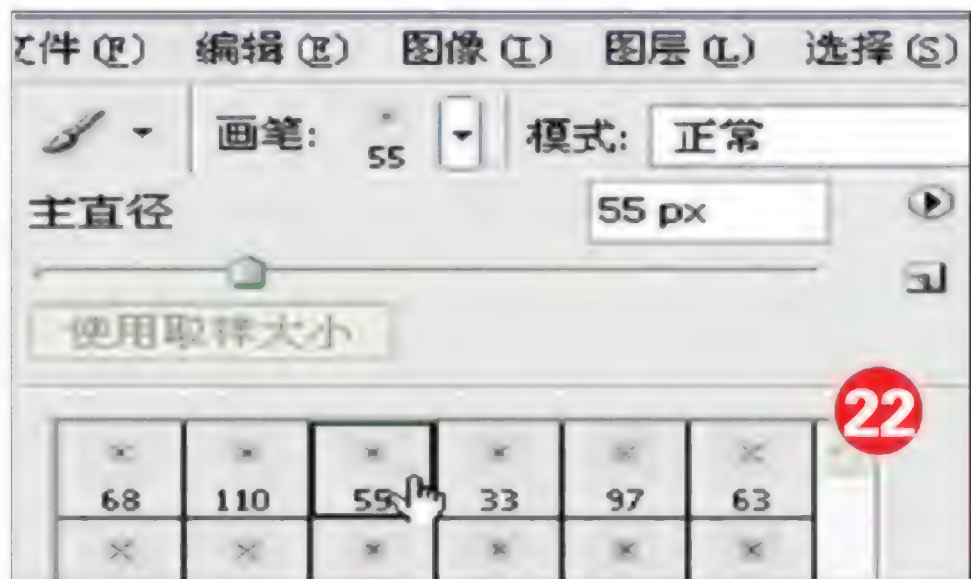 文件(F) 编辑(E) 图像(I) 图层(L) 选择(S)
画笔: 55 模式: 正常
主直径 55 px
使用取样大小
22
68 110 55 33 97 63